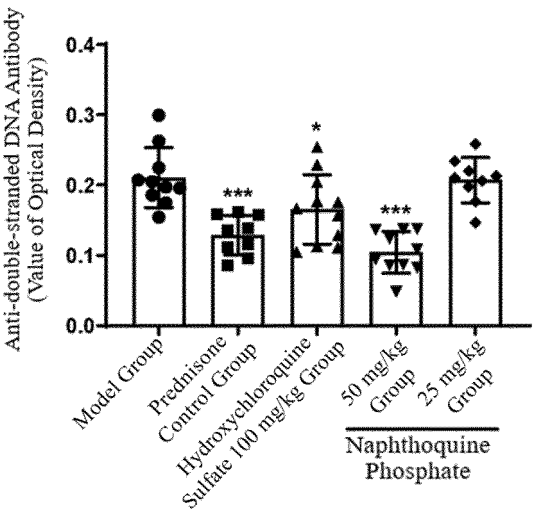 Anti-double-stranded DNA Antibody
(Value of Optical Density)
0.4
0.3
0.2
0.1
0.0
***
*
***
Model Group
Prednisone
Control Group
Hydroxychloroquine
Sulfate 100 mg/kg Group
50 mg/kg
Group
25 mg/kg
Group
Naphthoquine
Phosphate